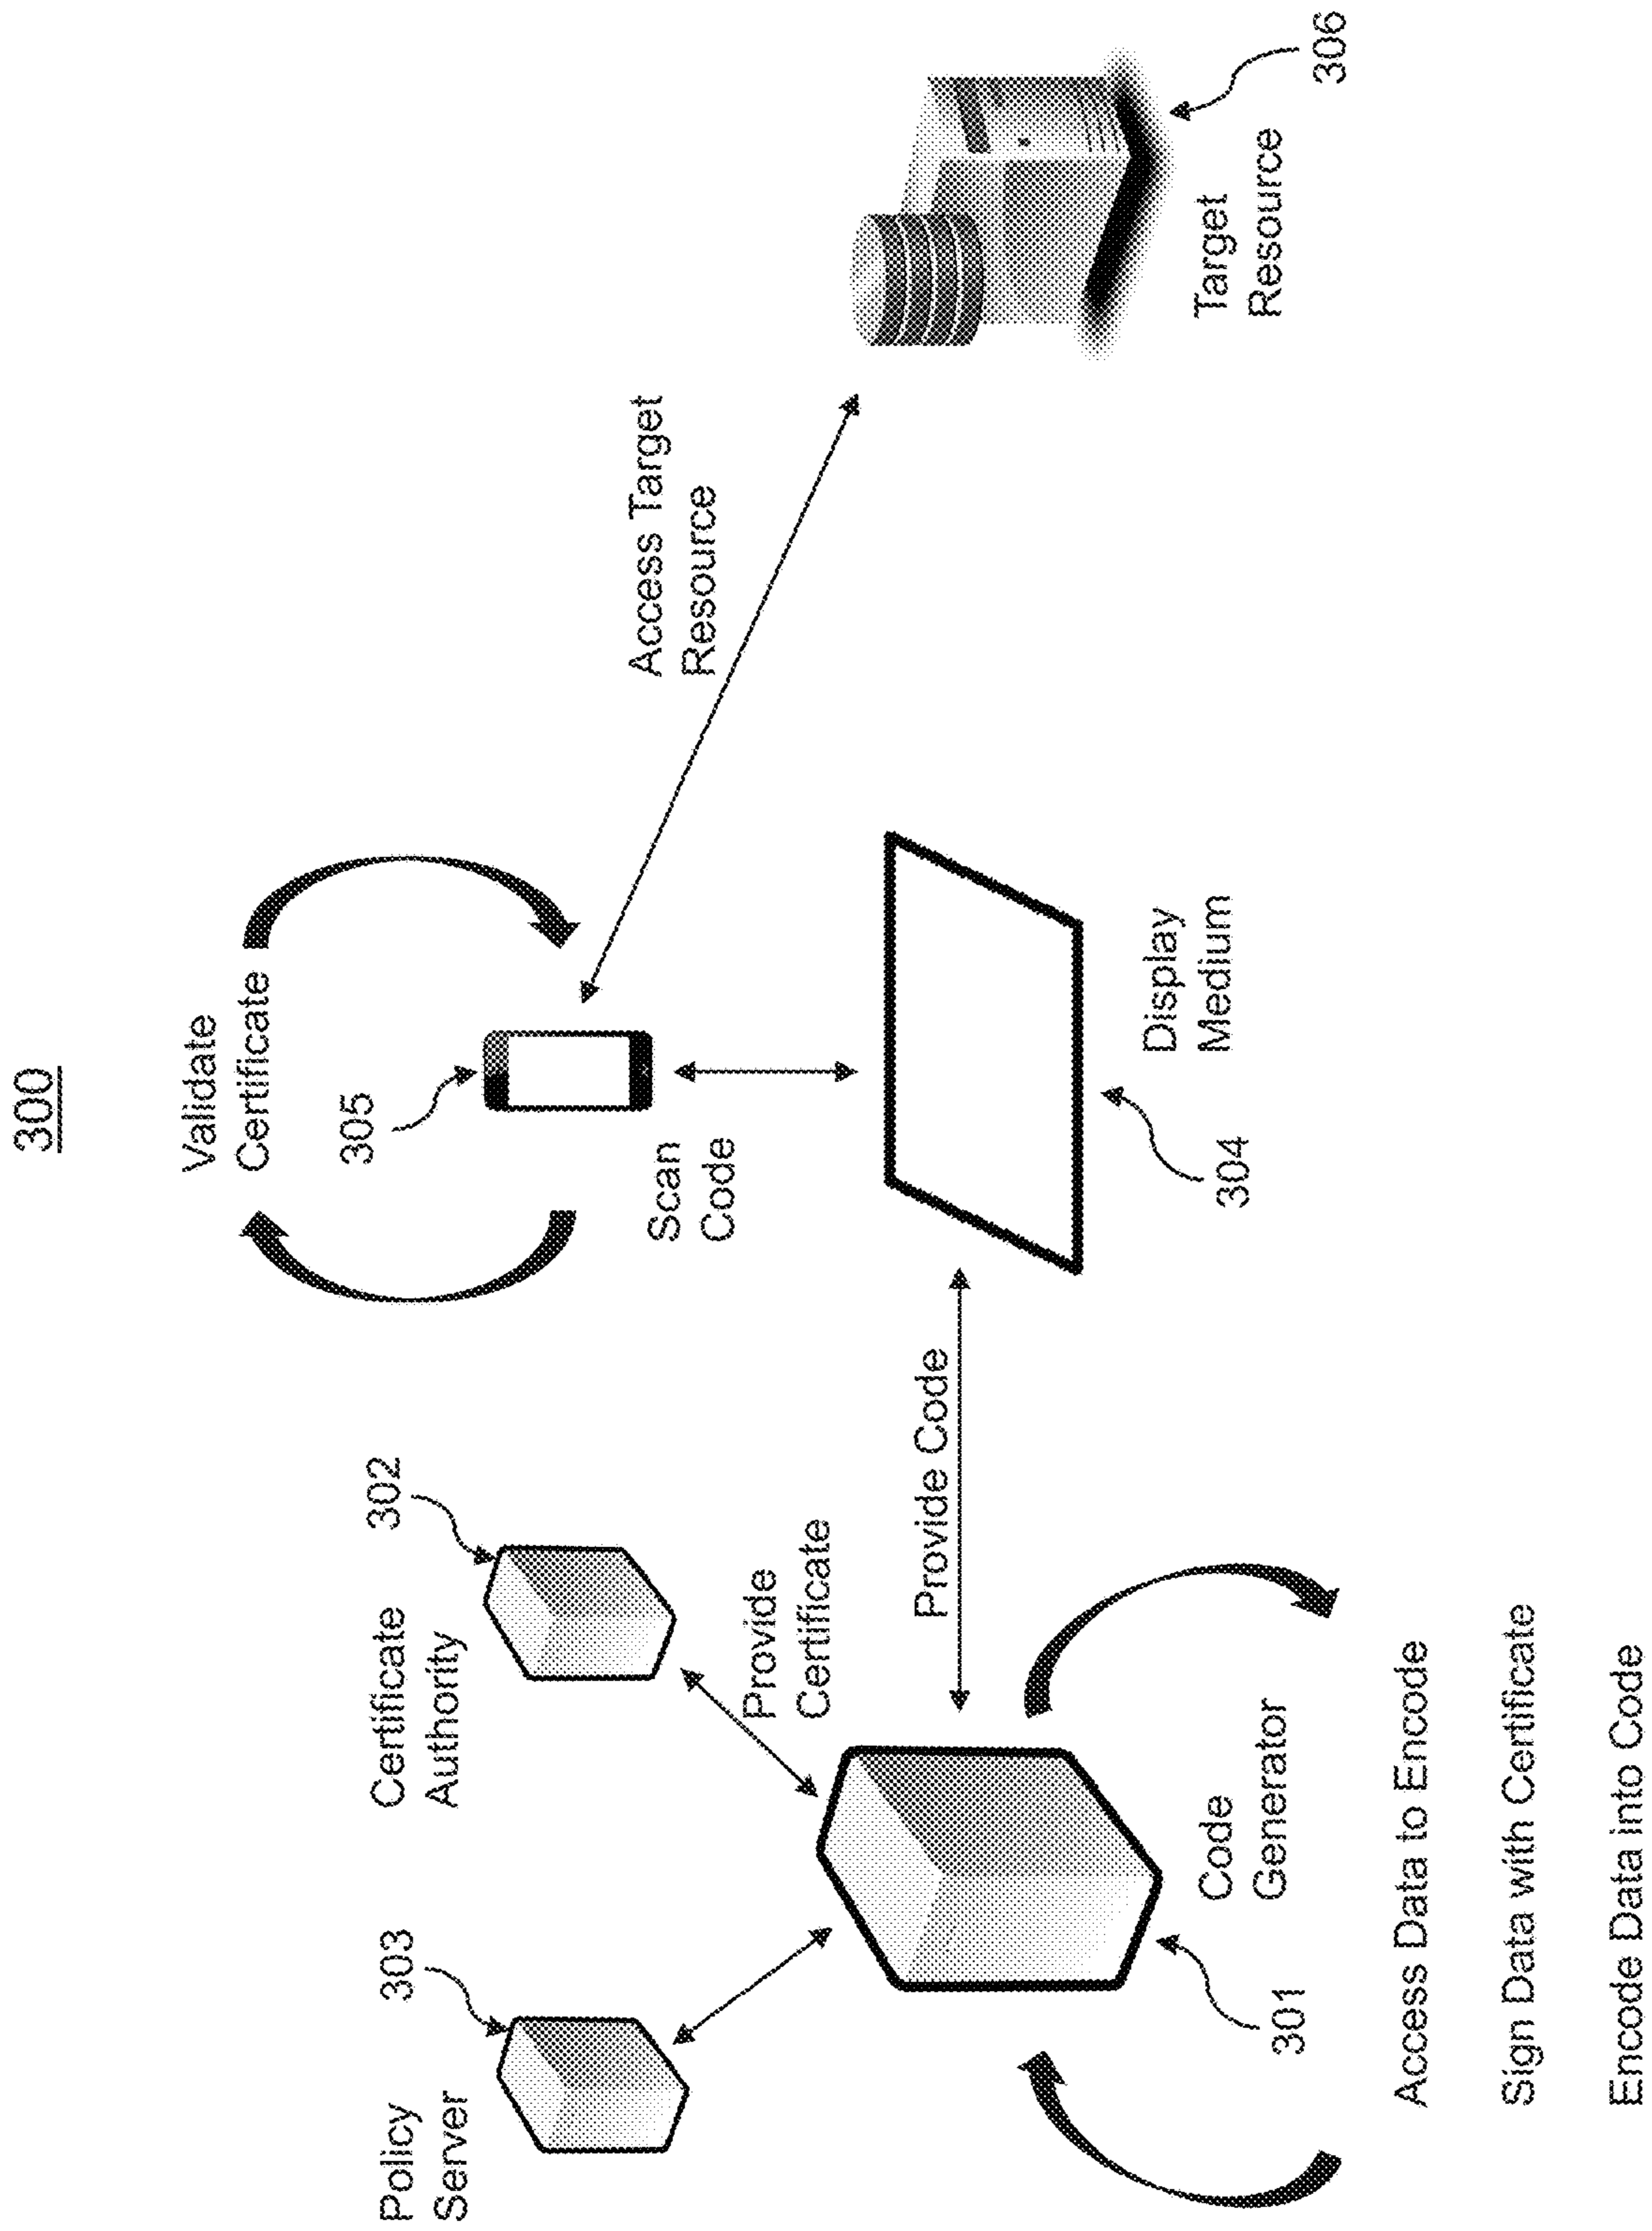 300
Validate
Certificate
305
Policy
Server
303
Certificate
Authority
302
Scan
Code
Access Target
Resource
Provide
Certificate
Provide Code
Display
Medium
304
Target
Resource
306
Code
Generator
301
Access Data to Encode
Sign Data with Certificate
Encode Data into Code